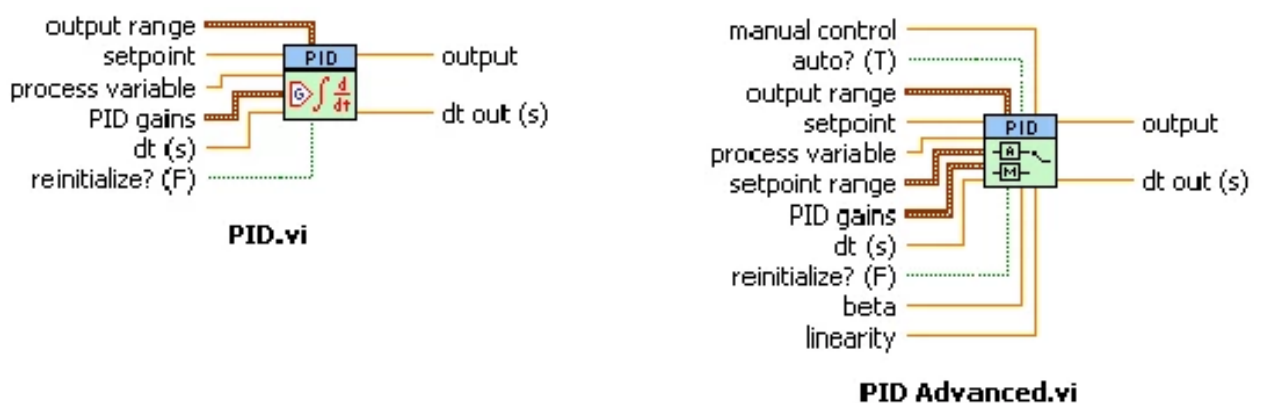 output range
setpoint
process variable
PID gains
dt (s)
reinitialize? (F)
PID
G
d
dt
output
dt out (s)
PID.vi
manual control
auto? (T)
output range
setpoint
process variable
setpoint range
PID gains
dt (s)
reinitialize? (F)
beta
linearity
PID
A
M
output
dt out (s)
PID Advanced.vi